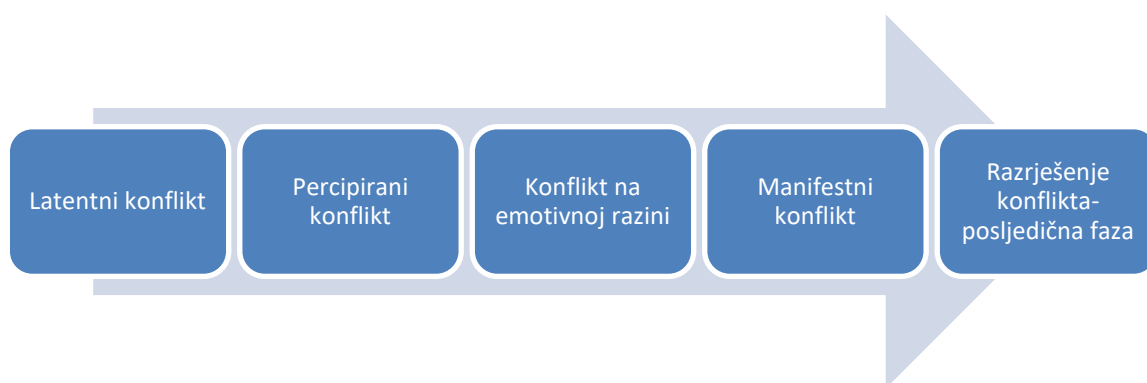 Latentni konflikt
Percipirani
konflikt
Konflikt na
emotivnoj razini
Manifestni
konflikt
Razrješenje
konflikta-
posljedična faza